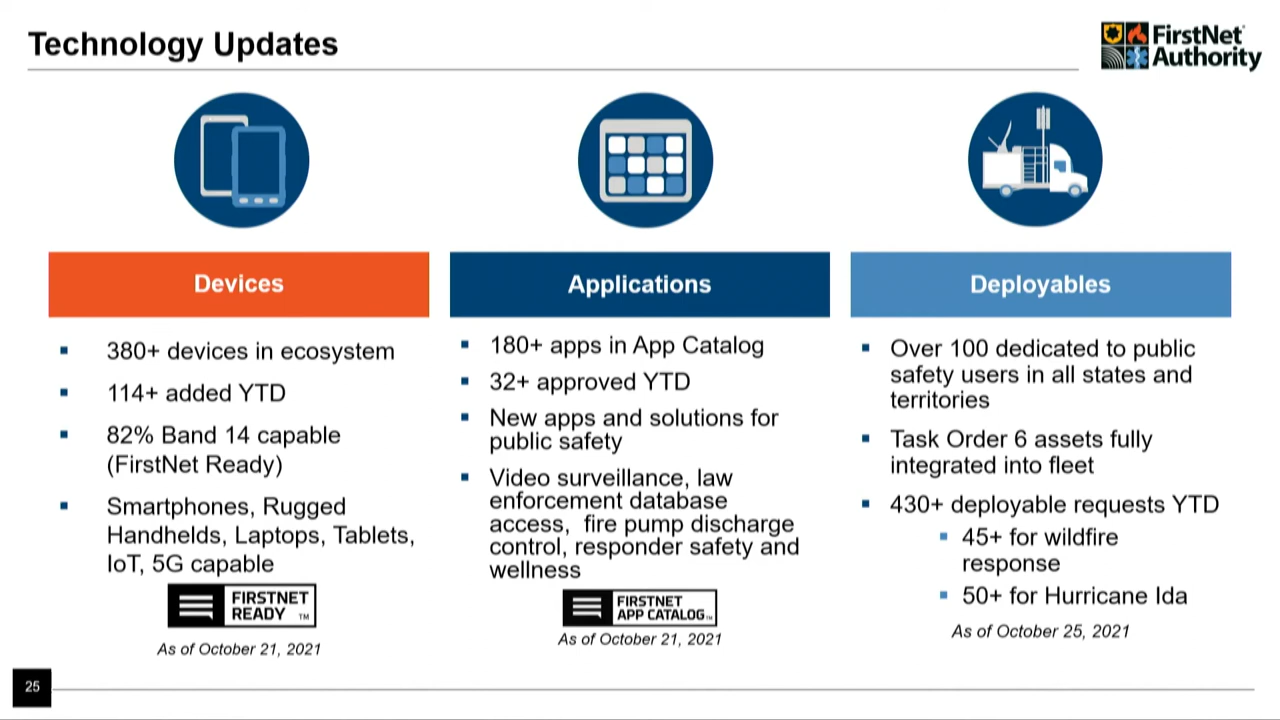 Technology Updates
FirstNet
Authority
Devices
380+ devices in ecosystem
114+ added YTD
82% Band 14 capable
(FirstNet Ready)
Smartphones, Rugged
Handhelds, Laptops, Tablets,
IoT, 5G capable
FIRSTNET
READY ™
As of October 21, 2021
Applications
180+ apps in App Catalog
32+ approved YTD
New apps and solutions for
public safety
Video surveillance, law
enforcement database
access, fire pump discharge
control, responder safety and
wellness
FIRSTNET
APP CATALOG™
As of October 21, 2021
Deployables
Over 100 dedicated to public
safety users in all states and
territories
Task Order 6 assets fully
integrated into fleet
430+ deployable requests YTD
45+ for wildfire
response
50+ for Hurricane Ida
As of October 25, 2021
25